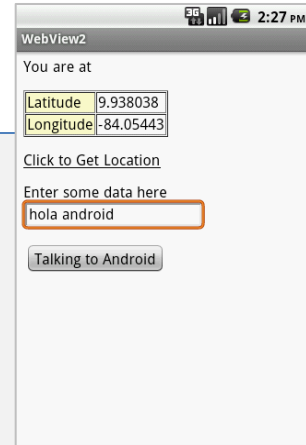 3G 2:27 PM
WebView2
You are at
Latitude 9.938038
Longitude -84.05443
Click to Get Location
Enter some data here
hola android
Talking to Android